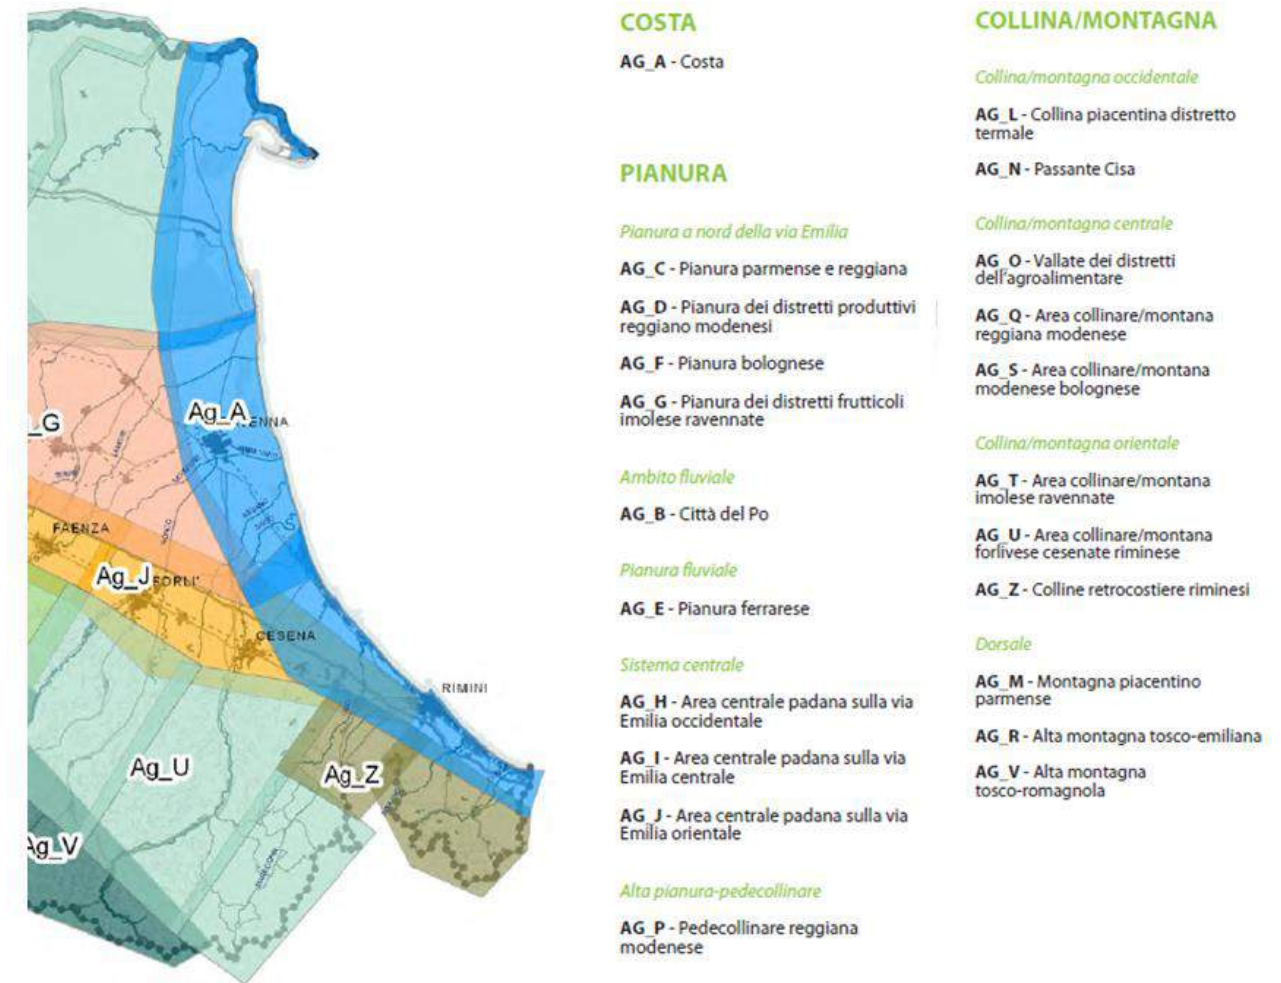 _G
Ag_A
ENNA
FAENZA
Ag_J
FORLI'
CESENA
RIMINI
Ag_U
Ag_Z
Ag_V
COSTA
AG_A - Costa
PIANURA
Pianura a nord della via Emilia
AG_C - Pianura parmense e reggiana
AG_D - Pianura dei distretti produttivi
reggiano modenesi
AG_F - Pianura bolognese
AG_G - Pianura dei distretti frutticoli
imolese ravennate
Ambito fluviale
AG_B - Città del Po
Pianura fluviale
AG_E - Pianura ferrarese
Sistema centrale
AG_H - Area centrale padana sulla via
Emilia occidentale
AG_I - Area centrale padana sulla via
Emilia centrale
AG_J - Area centrale padana sulla via
Emilia orientale
Alta pianura-pedecollinare
AG_P - Pedecollinare reggiana
modenese
COLLINA/MONTAGNA
Collina/montagna occidentale
AG_L - Collina piacentina distretto
termale
AG_N - Passante Cisa
Collina/montagna centrale
AG_O - Vallate dei distretti
dell'agroalimentare
AG_Q - Area collinare/montana
reggiana modenese
AG_S - Area collinare/montana
modenese bolognese
Collina/montagna orientale
AG_T - Area collinare/montana
imolese ravennate
AG_U - Area collinare/montana
forlivese cesenate riminese
AG_Z - Colline retrocostiere riminesi
Dorsale
AG_M - Montagna piacentino
parmense
AG_R - Alta montagna tosco-emiliana
AG_V - Alta montagna
tosco-romagnola